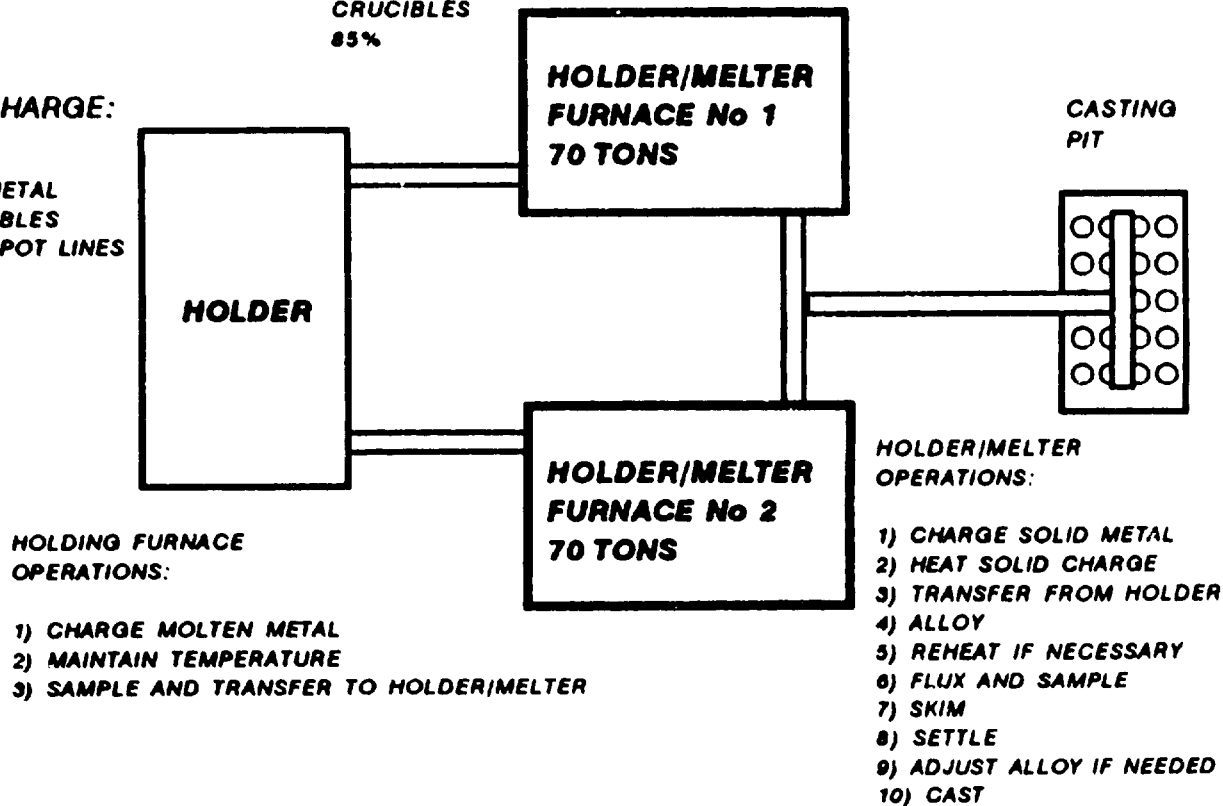 CRUCIBLES
85%
HARGE:
METAL
BLES
POT LINES
HOLDER
HOLDER/MELTER
FURNACE No 1
70 TONS
CASTING
PIT
HOLDER/MELTER
FURNACE No 2
70 TONS
HOLDING FURNACE
OPERATIONS:
1) CHARGE MOLTEN METAL
2) MAINTAIN TEMPERATURE
3) SAMPLE AND TRANSFER TO HOLDER/MELTER
HOLDER/MELTER
OPERATIONS:
1) CHARGE SOLID METAL
2) HEAT SOLID CHARGE
3) TRANSFER FROM HOLDER
4) ALLOY
5) REHEAT IF NECESSARY
6) FLUX AND SAMPLE
7) SKIM
8) SETTLE
9) ADJUST ALLOY IF NEEDED
10) CAST